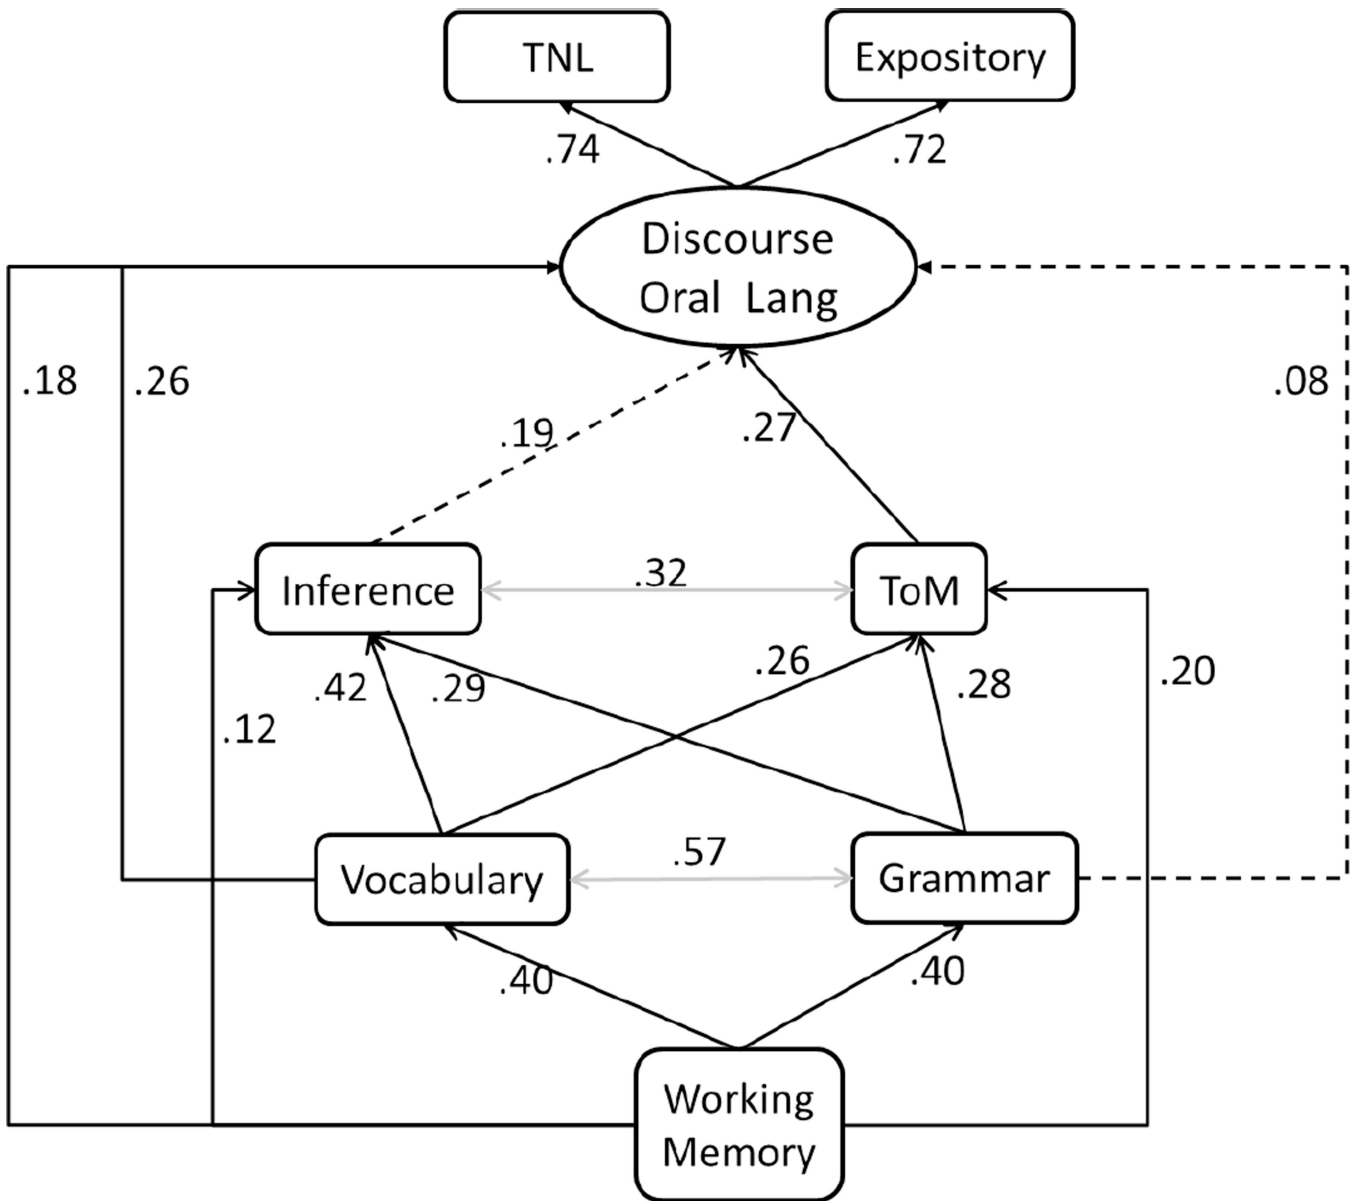 TNL
Expository
.74
.72
Discourse
Oral Lang
.18
.26
.08
.19
.27
Inference
.32
ToM
.42
.29
.26
.28
.20
.12
Vocabulary
.57
Grammar
.40
.40
Working
Memory